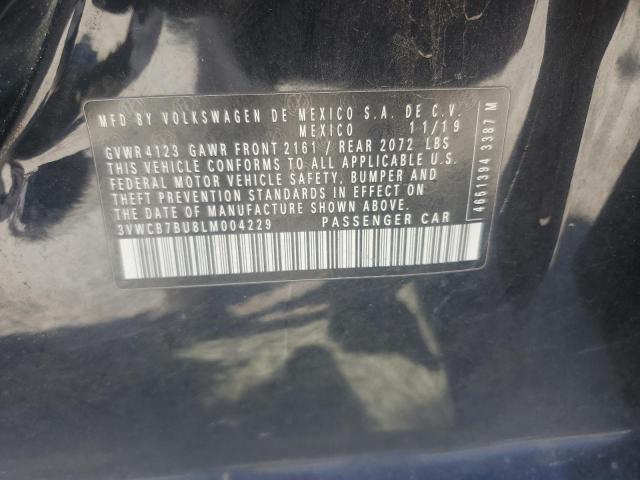 MFD BY VOLKSWAGEN DE MEXICO S.A. DE C.V.
MEXICO 11/19
GVWR 4123 GAWR FRONT 2161 / REAR 2072 LBS
THIS VEHICLE CONFORMS TO ALL APPLICABLE U.S.
FEDERAL MOTOR VEHICLE SAFETY, BUMPER AND
THEFT PREVENTION STANDARDS IN EFFECT ON
THE DATE OF MANUFACTURE SHOWN ABOVE.
3VWCB7BU8LM004229 PASSENGER CAR
4661394 3387 M